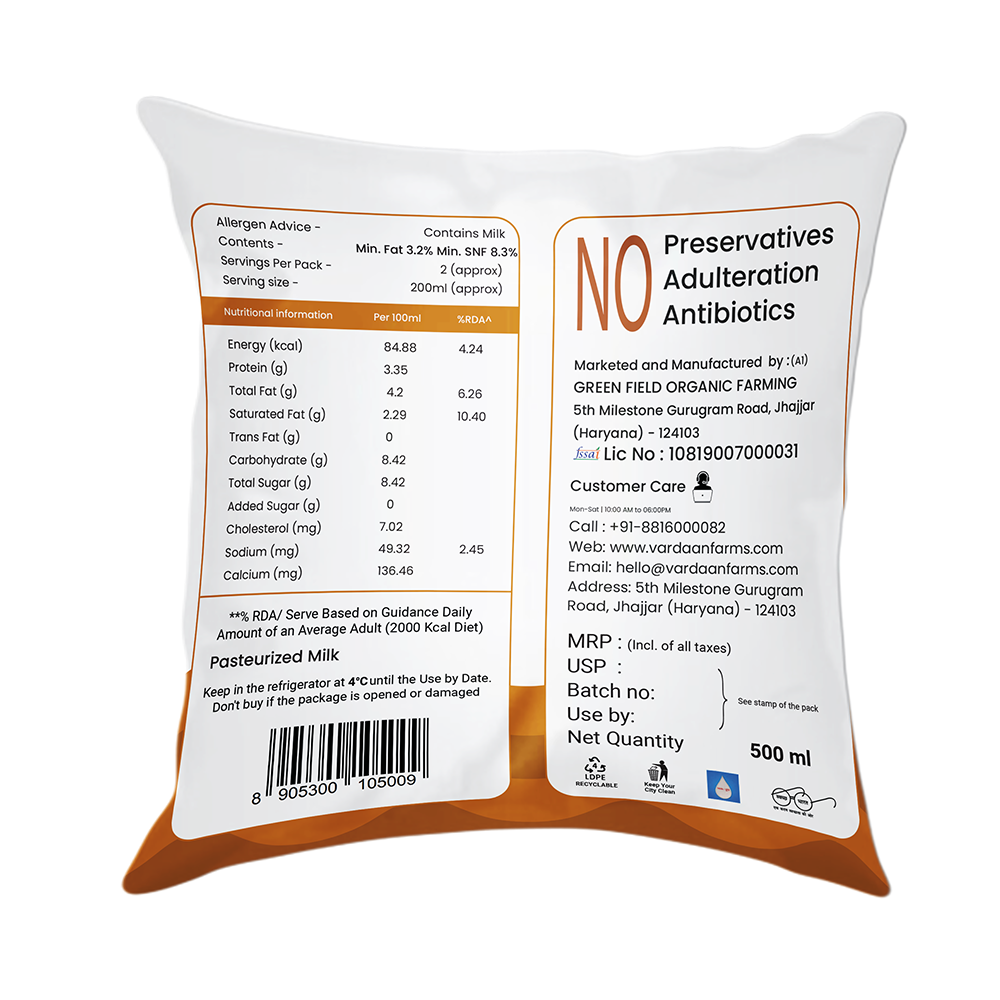 Allergen Advice - Contains Milk
Contents - Min. Fat 3.2% Min. SNF 8.3%
Servings Per Pack - 2 (approx)
Serving size - 200ml (approx)
Nutritional information Per 100ml %RDA^
Energy (kcal) 84.88 4.24
Protein (g) 3.35
Total Fat (g) 4.2 6.26
Saturated Fat (g) 2.29 10.40
Trans Fat (g) 0
Carbohydrate (g) 8.42
Total Sugar (g) 8.42
Added Sugar (g) 0
Cholesterol (mg) 7.02
Sodium (mg) 49.32 2.45
Calcium (mg) 136.46
**% RDA/ Serve Based on Guidance Daily
Amount of an Average Adult (2000 Kcal Diet)
Pasteurized Milk
Keep in the refrigerator at 4°C until the Use by Date.
Don't buy if the package is opened or damaged
8 905300 105009
NO Preservatives
Adulteration
Antibiotics
Marketed and Manufactured by :(A1)
GREEN FIELD ORGANIC FARMING
5th Milestone Gurugram Road, Jhajjar
(Haryana) - 124103
fssai Lic No : 10819007000031
Customer Care
Mon-Sat | 10:00 AM to 06:00PM
Call : +91-8816000082
Web: www.vardaanfarms.com
Email: hello@vardaanfarms.com
Address: 5th Milestone Gurugram
Road, Jhajjar (Haryana) - 124103
MRP : (Incl. of all taxes)
USP :
Batch no:
See stamp of the pack
Use by:
Net Quantity 500 ml
4
LDPE
RECYCLABLE
Keep Your
City Clean
स्वच्छ भारत
एक कदम स्वच्छता की ओर